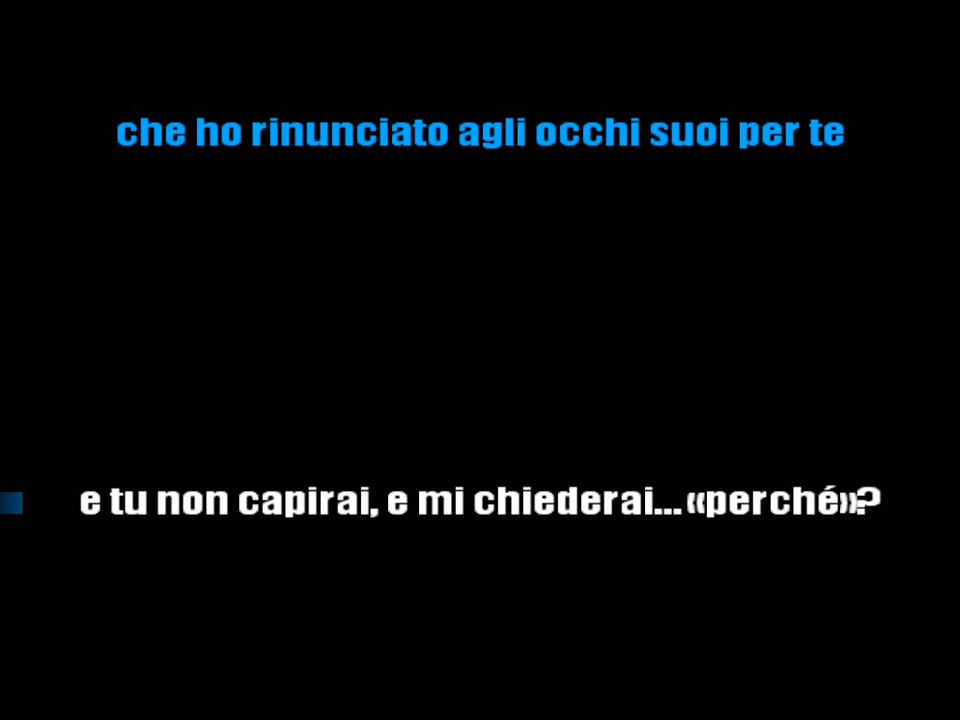 che ho rinunciato agli occhi suoi per te
e tu non capirai, e mi chiederai... «perché»?